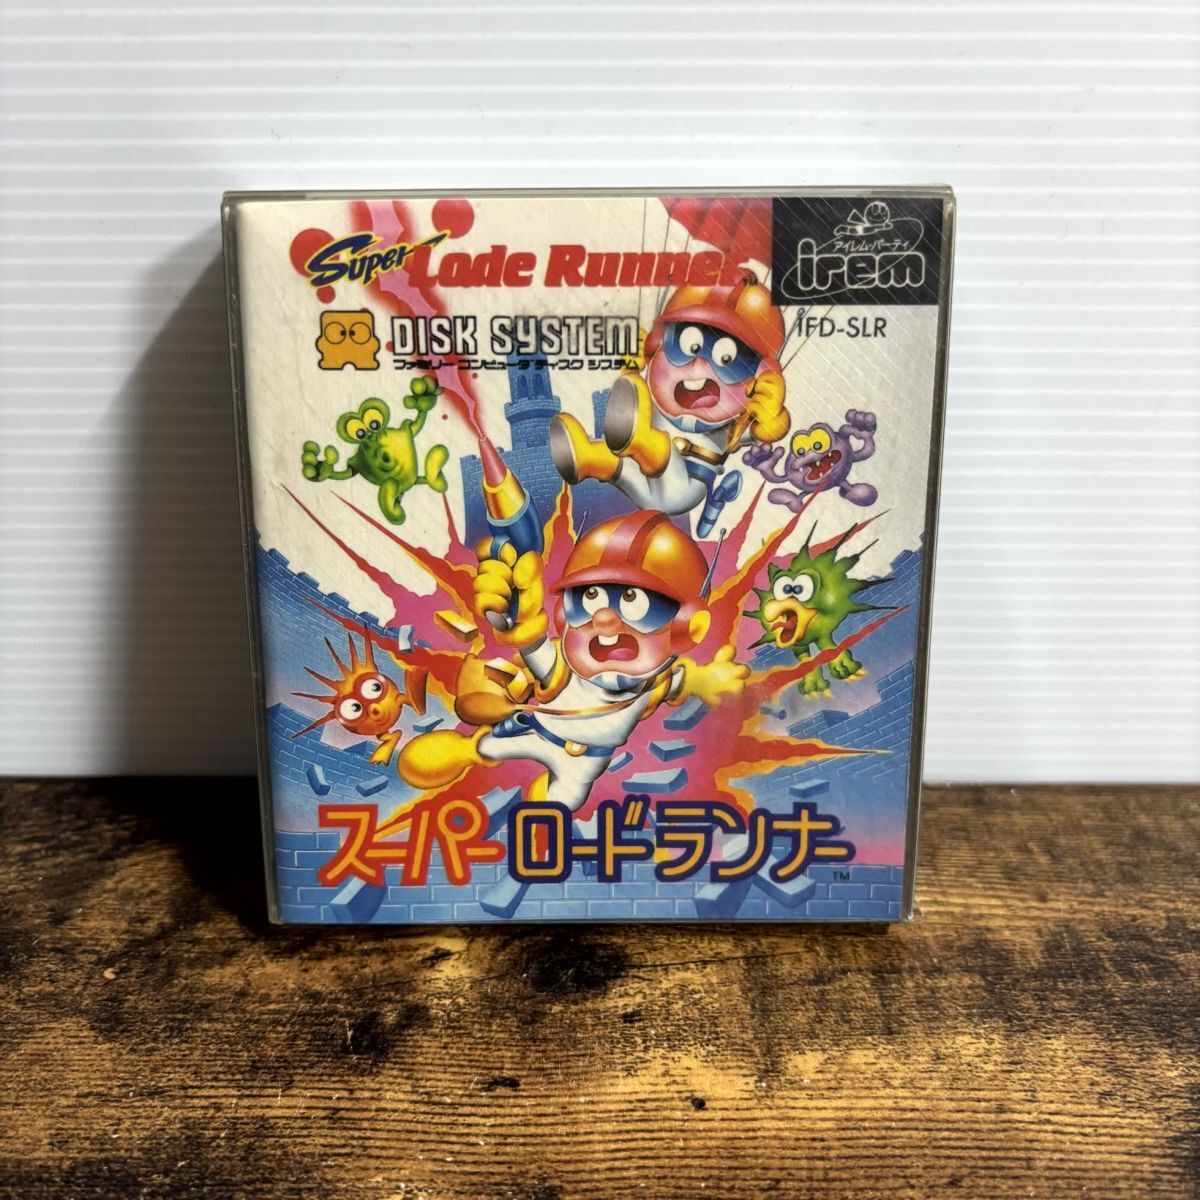 Super Lode Runner™
アイレム・パーティ
irem
DISK SYSTEM
ファミリー コンピュータ ディスク システム
IFD-SLR
スーパー ロードランナー
TM